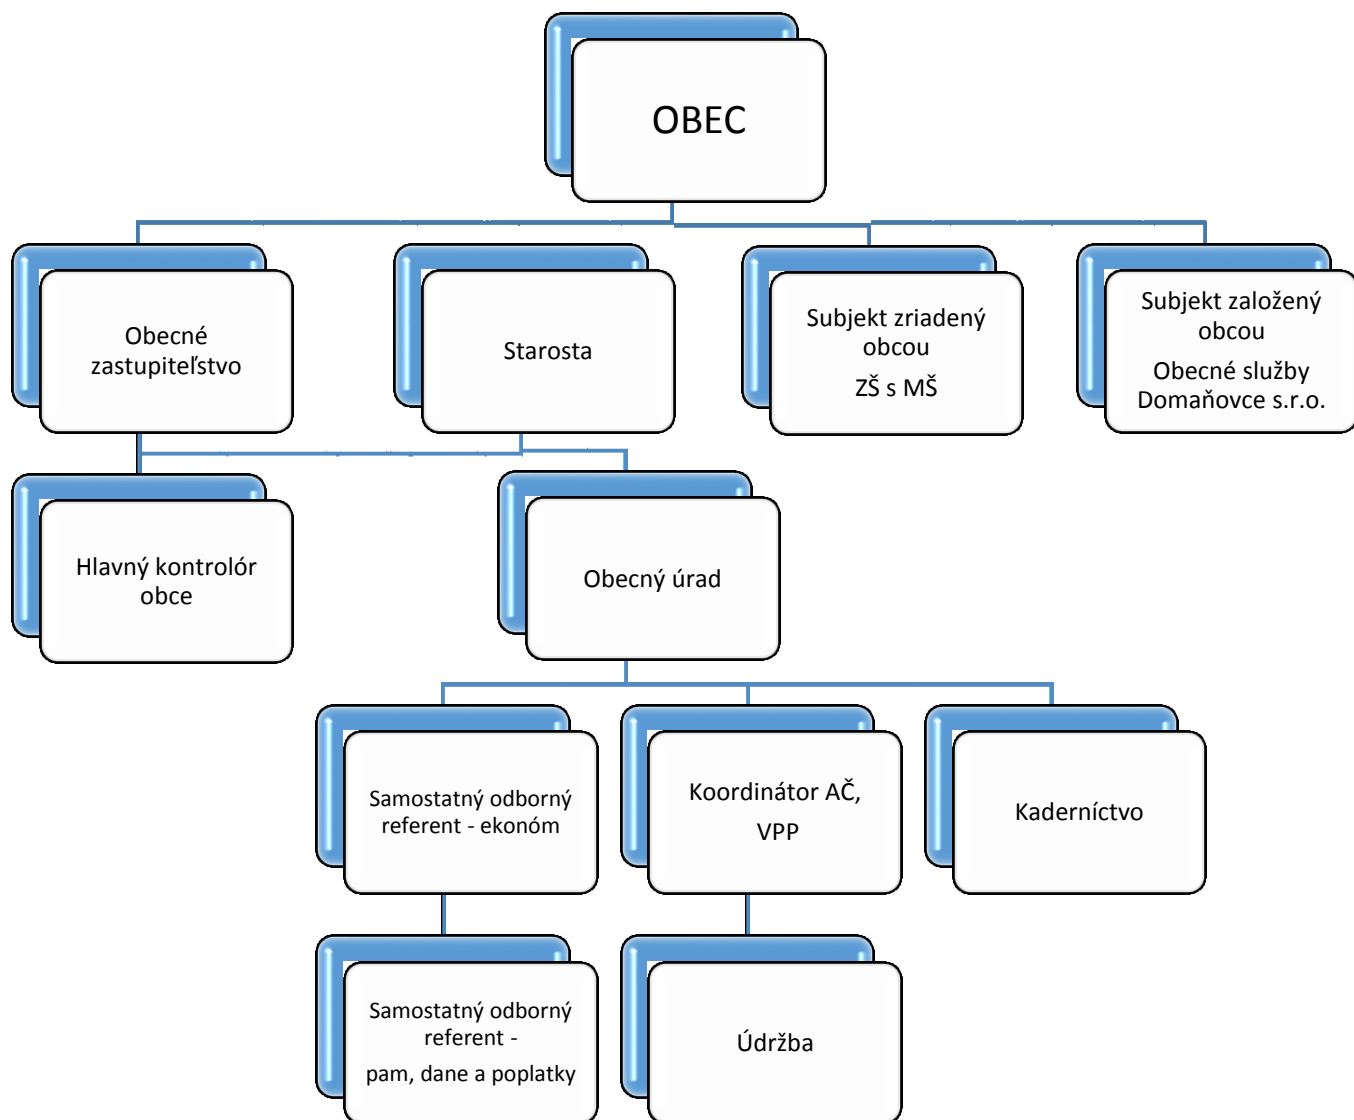 OBEC
Obecné
zastupiteľstvo
Starosta
Subjekt zriadený
obcou
ZŠ s MŠ
Subjekt založený
obcou
Obecné služby
Domaňovce s.r.o.
Hlavný kontrolór
obce
Obecný úrad
Samostatný odborný
referent - ekonóm
Koordinátor AČ,
VPP
Kaderníctvo
Samostatný odborný
referent -
pam, dane a poplatky
Údržba